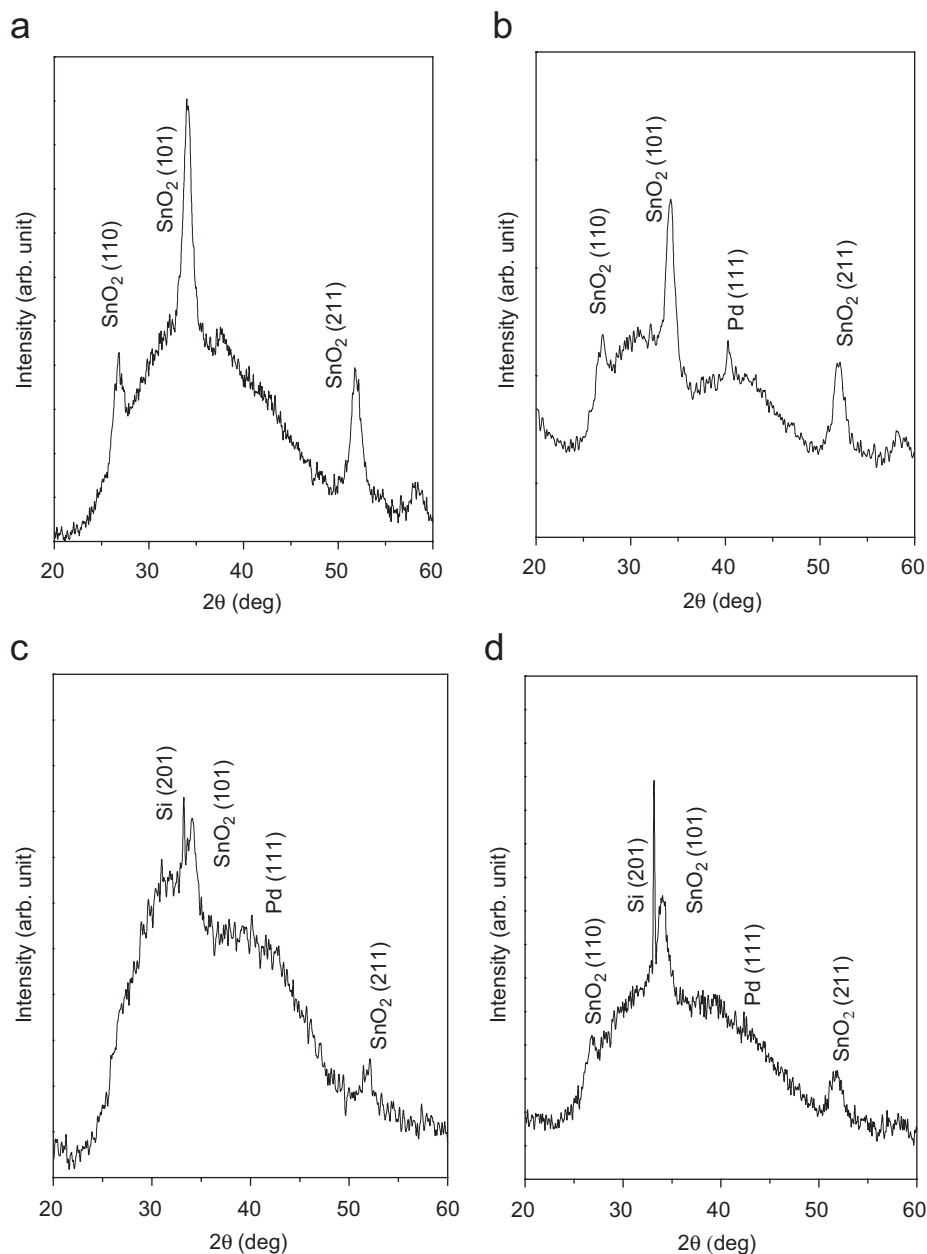 a
SnO₂ (110)
SnO₂ (101)
SnO₂ (211)
Intensity (arb. unit)
20 30 40 50 60
2θ (deg)
b
SnO₂ (110)
SnO₂ (101)
Pd (111)
SnO₂ (211)
Intensity (arb. unit)
20 30 40 50 60
2θ (deg)
c
Si (201)
SnO₂ (101)
Pd (111)
SnO₂ (211)
Intensity (arb. unit)
20 30 40 50 60
2θ (deg)
d
SnO₂ (110)
Si (201)
SnO₂ (101)
Pd (111)
SnO₂ (211)
Intensity (arb. unit)
20 30 40 50 60
2θ (deg)